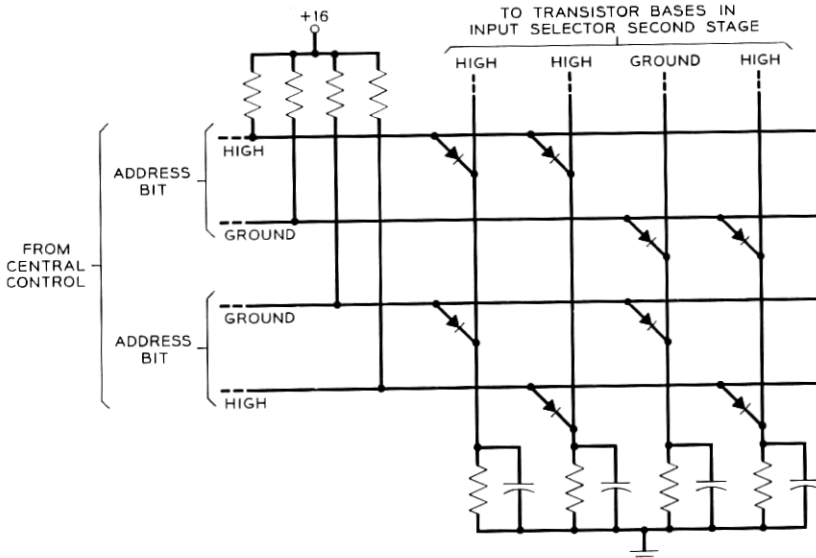 +16
TO TRANSISTOR BASES IN
INPUT SELECTOR SECOND STAGE
HIGH HIGH GROUND HIGH
HIGH
ADDRESS
BIT
GROUND
FROM
CENTRAL
CONTROL
GROUND
ADDRESS
BIT
HIGH